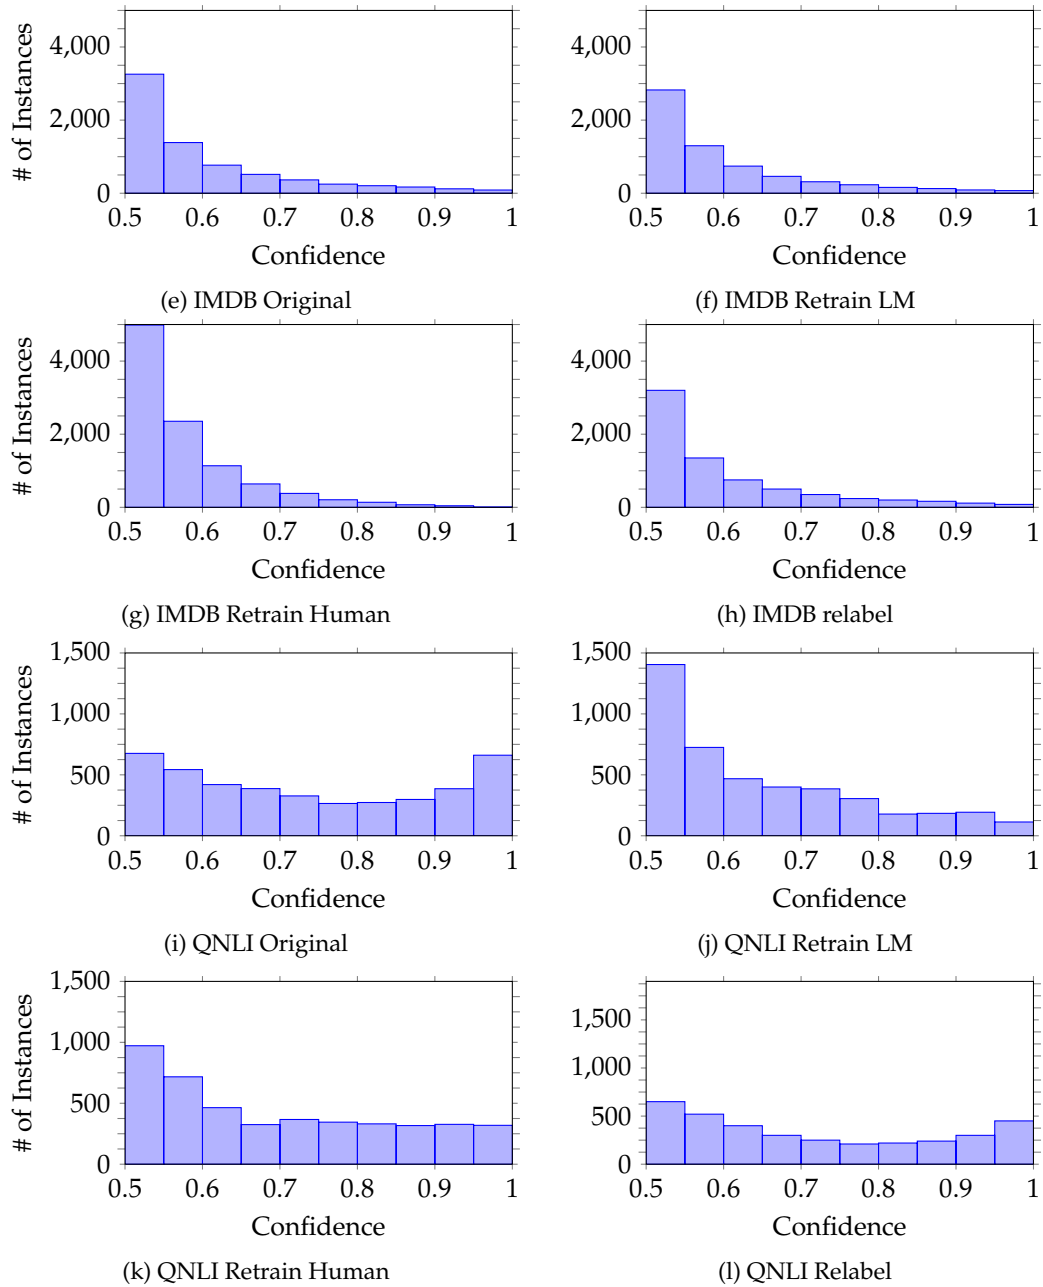 # of Instances
4,000
2,000
0
0.5 0.6 0.7 0.8 0.9 1
Confidence
(e) IMDB Original
4,000
2,000
0
0.5 0.6 0.7 0.8 0.9 1
Confidence
(f) IMDB Retrain LM
# of Instances
4,000
2,000
0
0.5 0.6 0.7 0.8 0.9 1
Confidence
(g) IMDB Retrain Human
4,000
2,000
0
0.5 0.6 0.7 0.8 0.9 1
Confidence
(h) IMDB relabel
# of Instances
1,500
1,000
500
0
0.5 0.6 0.7 0.8 0.9 1
Confidence
(i) QNLI Original
1,500
1,000
500
0
0.5 0.6 0.7 0.8 0.9 1
Confidence
(j) QNLI Retrain LM
# of Instances
1,500
1,000
500
0
0.5 0.6 0.7 0.8 0.9 1
Confidence
(k) QNLI Retrain Human
1,500
1,000
500
0
0.5 0.6 0.7 0.8 0.9 1
Confidence
(l) QNLI Relabel